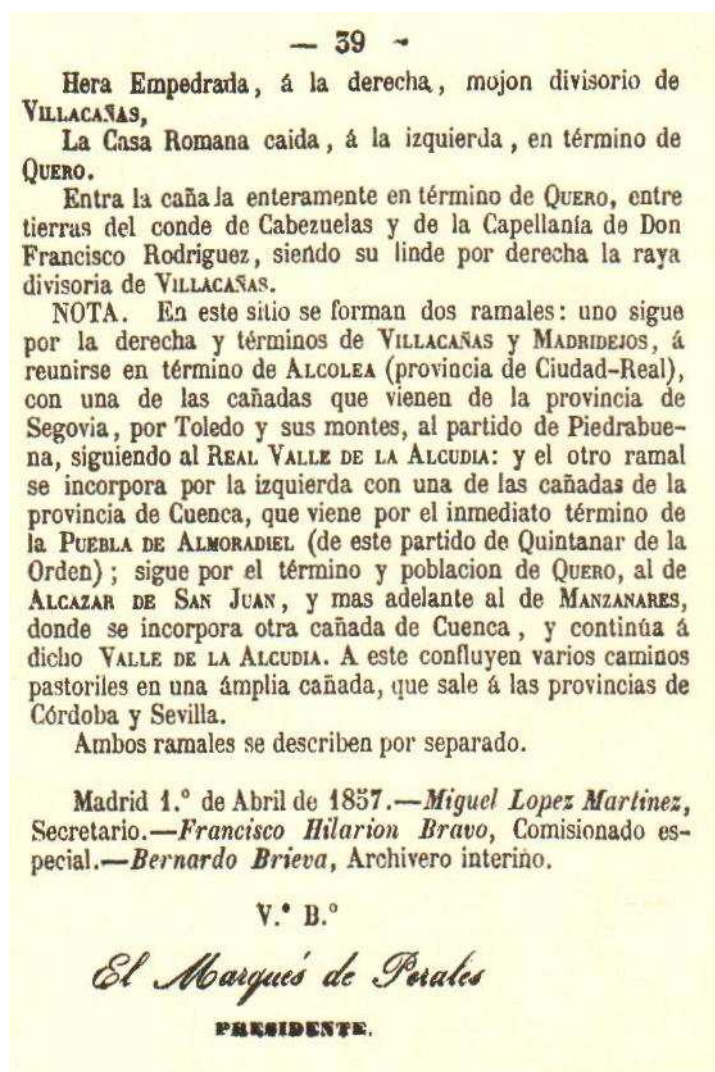 — 39 -
Hera Empedrada, á la derecha, mojon divisorio de
VILLACAÑAS,
La Casa Romana caida, á la izquierda, en término de
QUERO.
Entra la cañada enteramente en término de QUERO, entre
tierras del conde de Cabezuelas y de la Capellanía de Don
Francisco Rodriguez, siendo su linde por derecha la raya
divisoria de VILLACAÑAS.
NOTA. En este sitio se forman dos ramales: uno sigue
por la derecha y términos de VILLACAÑAS y MADRIDEJOS, á
reunirse en término de ALCOLEA (provincia de Ciudad-Real),
con una de las cañadas que vienen de la provincia de
Segovia, por Toledo y sus montes, al partido de Piedrabue-
na, siguiendo al REAL VALLE DE LA ALCUDIA: y el otro ramal
se incorpora por la izquierda con una de las cañadas de la
provincia de Cuenca, que viene por el inmediato término de
la PUEBLA DE ALMORADIEL (de este partido de Quintanar de la
Orden); sigue por el término y poblacion de QUERO, al de
ALCAZAR DE SAN JUAN, y mas adelante al de MANZANARES,
donde se incorpora otra cañada de Cuenca, y continúa á
dicho VALLE DE LA ALCUDIA. A este confluyen varios caminos
pastoriles en una ámplia cañada, que sale á las provincias de
Córdoba y Sevilla.
Ambos ramales se describen por separado.
Madrid 1.º de Abril de 1857.—Miguel Lopez Martinez,
Secretario.—Francisco Hilarion Bravo, Comisionado es-
pecial.—Bernardo Brieva, Archivero interino.
V.º B.º
El Marqués de Perales
PRESIDENTE.